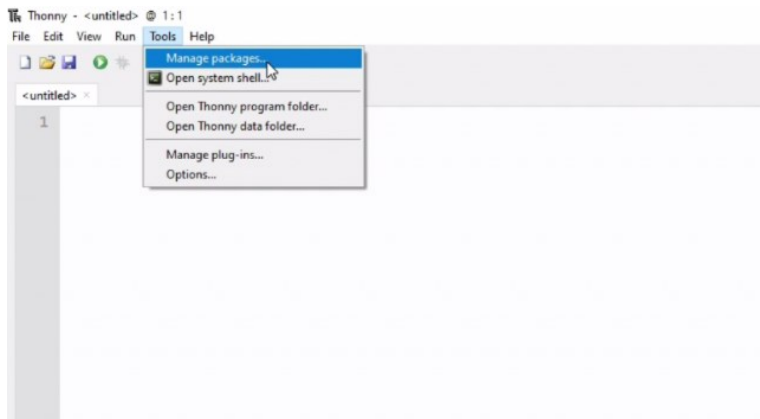 Thonny - <untitled> @ 1:1
File Edit View Run Tools Help
Manage packages...
Open system shell...
<untitled> ×
Open Thonny program folder...
1
Open Thonny data folder...
Manage plug-ins...
Options...